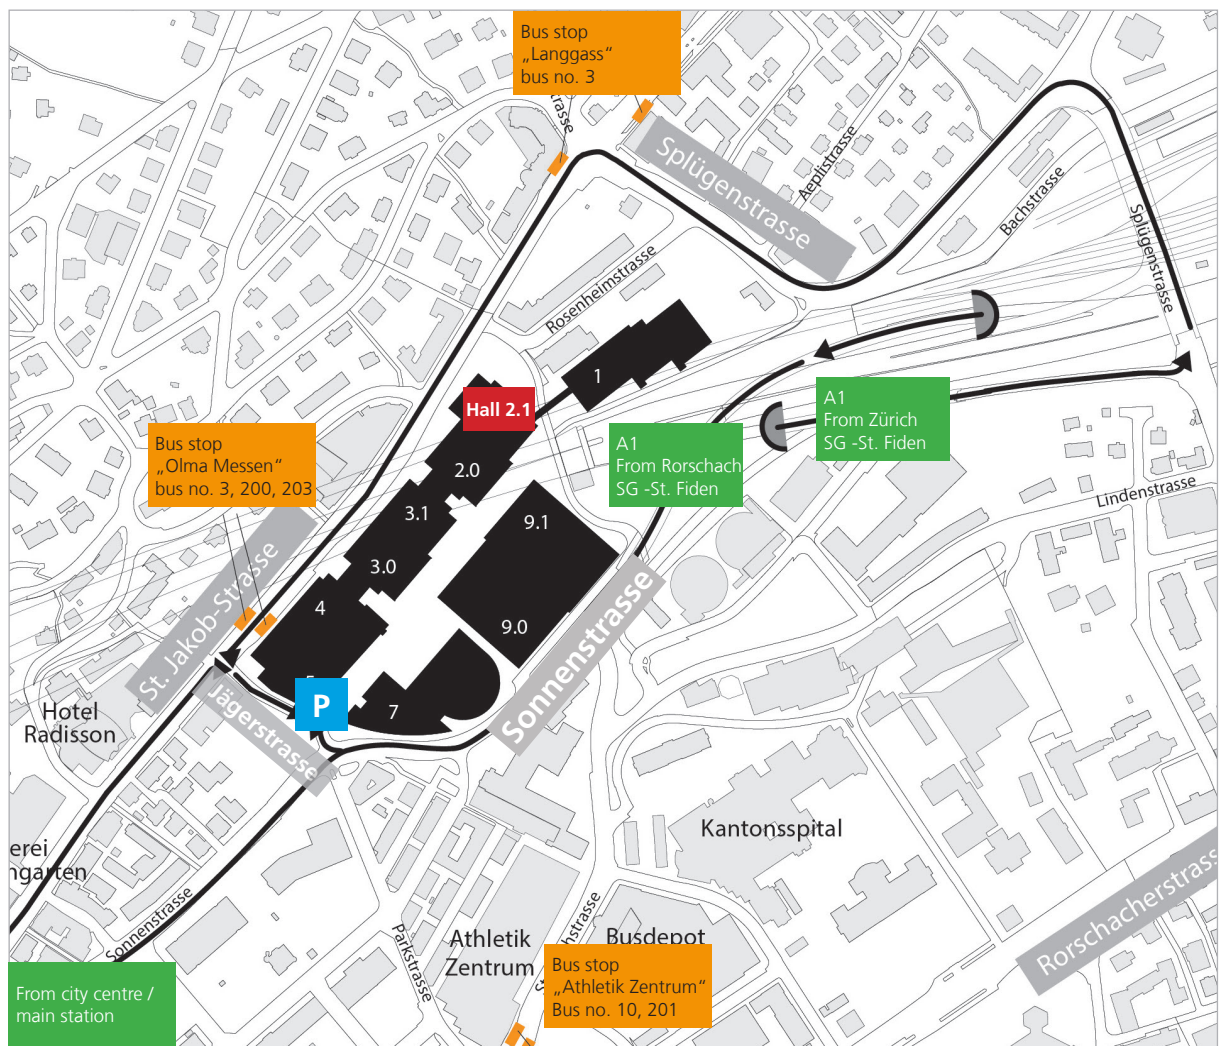 Bus stop
„Langgass“
bus no. 3
trasse
Splügenstrasse
Aeplistrasse
Bachstrasse
Splügenstrasse
Rosenheimstrasse
1
Hall 2.1
A1
From Zürich
SG -St. Fiden
A1
From Rorschach
SG -St. Fiden
Bus stop
„Olma Messen“
bus no. 3, 200, 203
2.0
3.1
9.1
Lindenstrasse
3.0
4
9.0
St. Jakob-Strasse
Sonnenstrasse
P
7
Jägerstrasse
Hotel
Radisson
Kantonsspital
erei
ngarten
Sonnenstrasse
Parkstrasse
Athletik
Zentrum
hstrasse
Busdepot
Rorschacherstrass
Bus stop
„Athletik Zentrum“
Bus no. 10, 201
From city centre /
main station